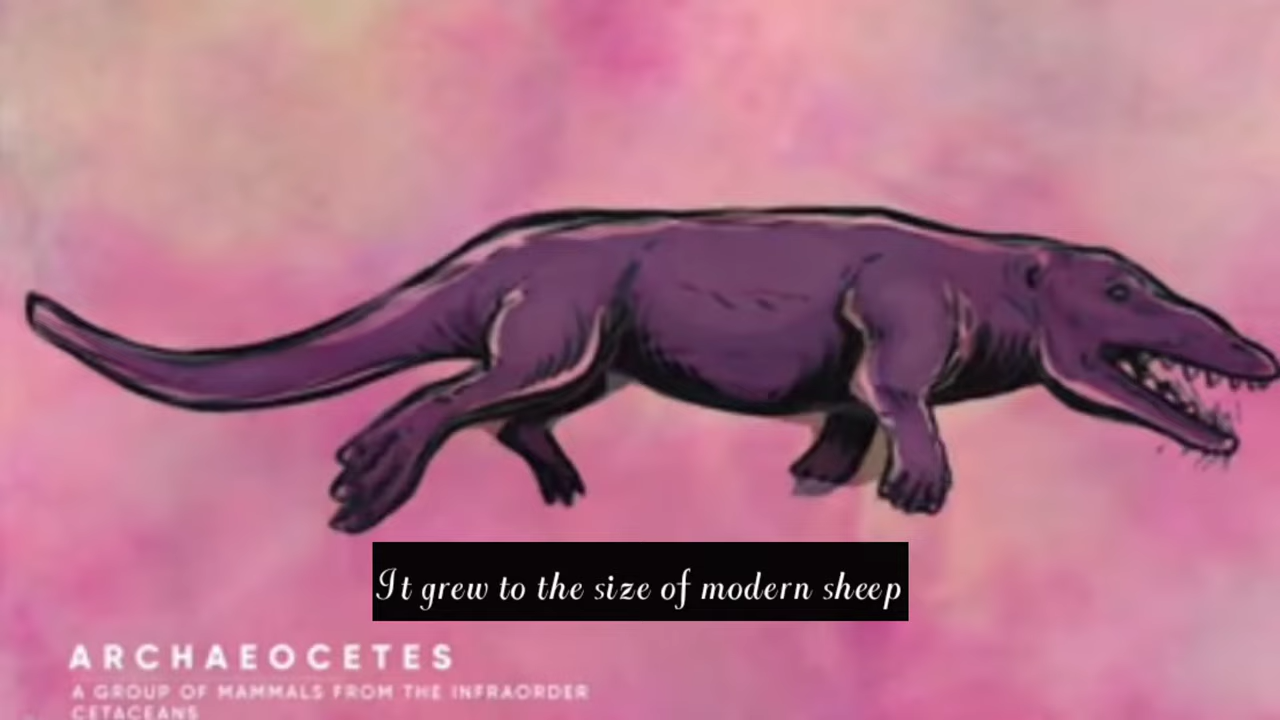 It grew to the size of modern sheep
ARCHAEOCETES
A GROUP OF MAMMALS FROM THE INFRAORDER
CETACEANS